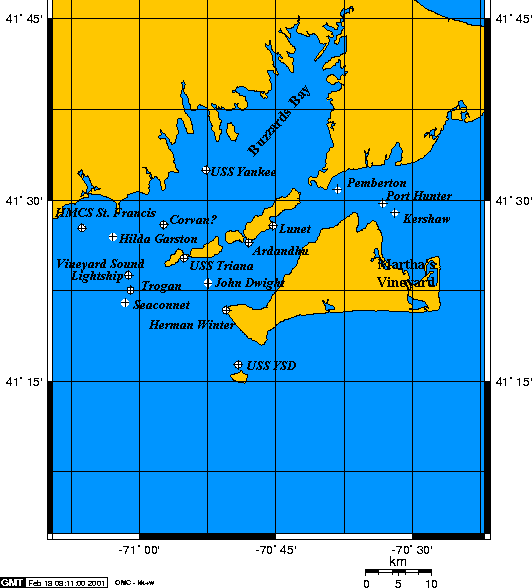 41° 45'
41° 45'
Buzzards Bay
USS Yankee
Pemberton
Port Hunter
41° 30'
41° 30'
HMCS St. Francis
Corvan?
Kershaw
Lunet
Hilda Garston
Ardandhu
Vineyard Sound
Lightship
USS Triana
Martha's
Vineyard
Trogan
John Dwight
Seaconnet
Herman Winter
USS YSD
41° 15'
41° 15'
-71° 00'
-70° 45'
-70° 30'
km
0 5 10
GMT Feb 18 08:11:00 2001